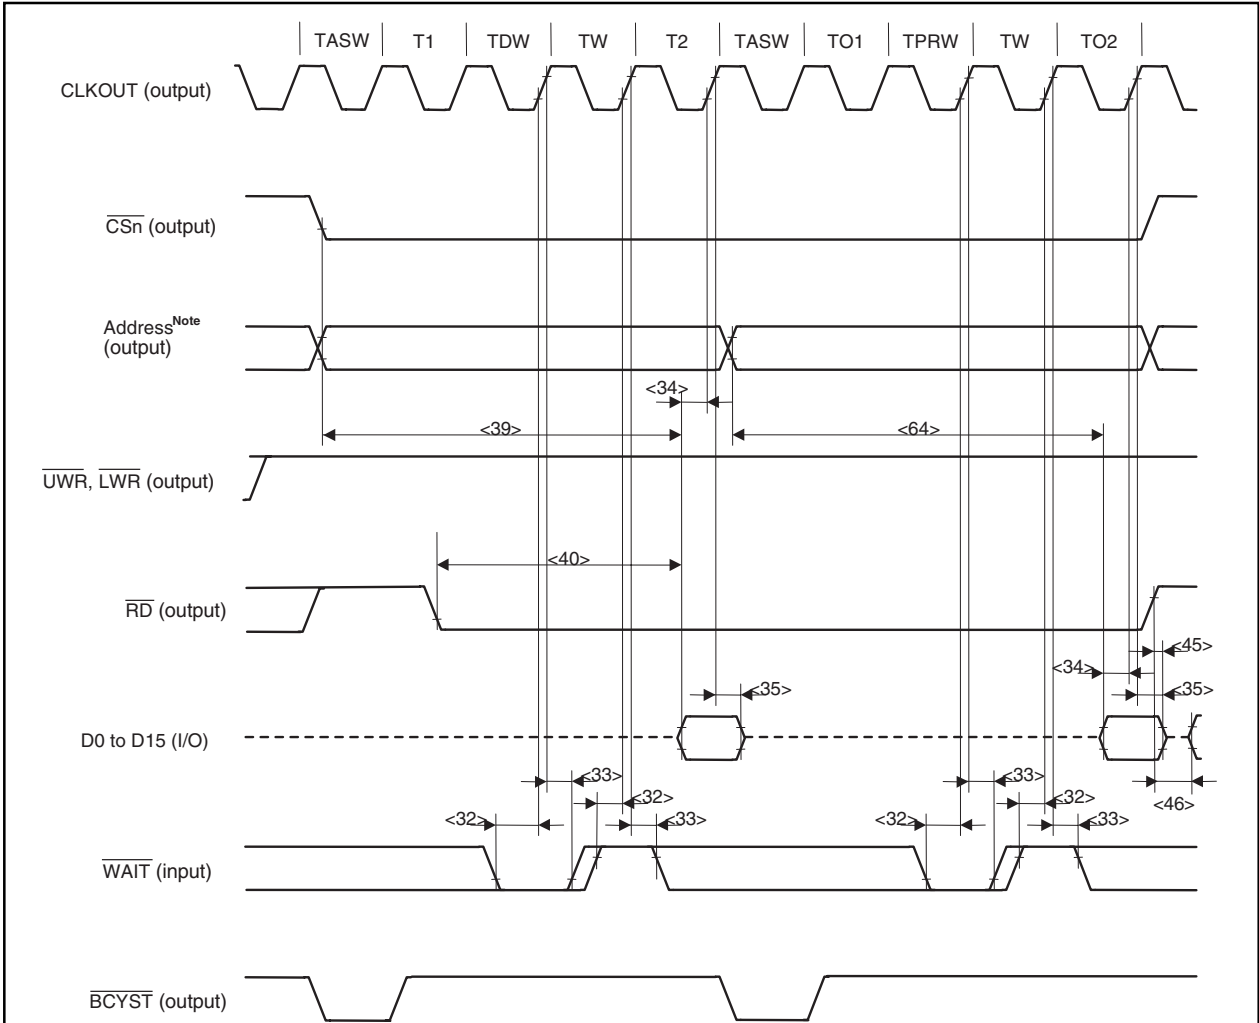 TASW T1 TDW TW T2 TASW TO1 TPRW TW TO2
CLKOUT (output)
CSn (output)
Address Note
(output)
<34>
<39> <64>
UWR, LWR (output)
<40>
RD (output)
<45>
<34>
<35> <35>
D0 to D15 (I/O)
<33> <33>
<32> <32> <46>
<32> <33> <32> <33>
WAIT (input)
BCYST (output)